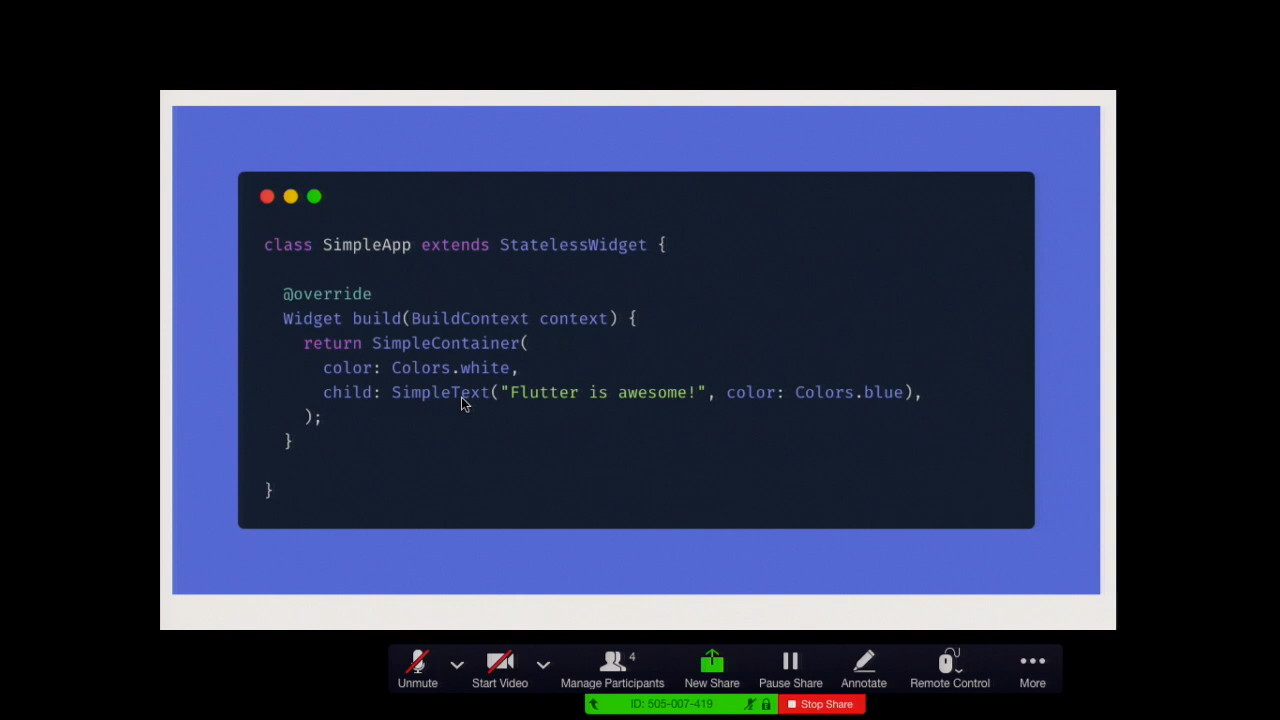 class SimpleApp extends StatelessWidget {
@override
Widget build(BuildContext context) {
return SimpleContainer(
color: Colors.white,
child: SimpleText("Flutter is awesome!", color: Colors.blue),
);
}
}
4
Unmute
Start Video
Manage Participants
New Share
Pause Share
Annotate
Remote Control
More
ID: 505-007-419
Stop Share